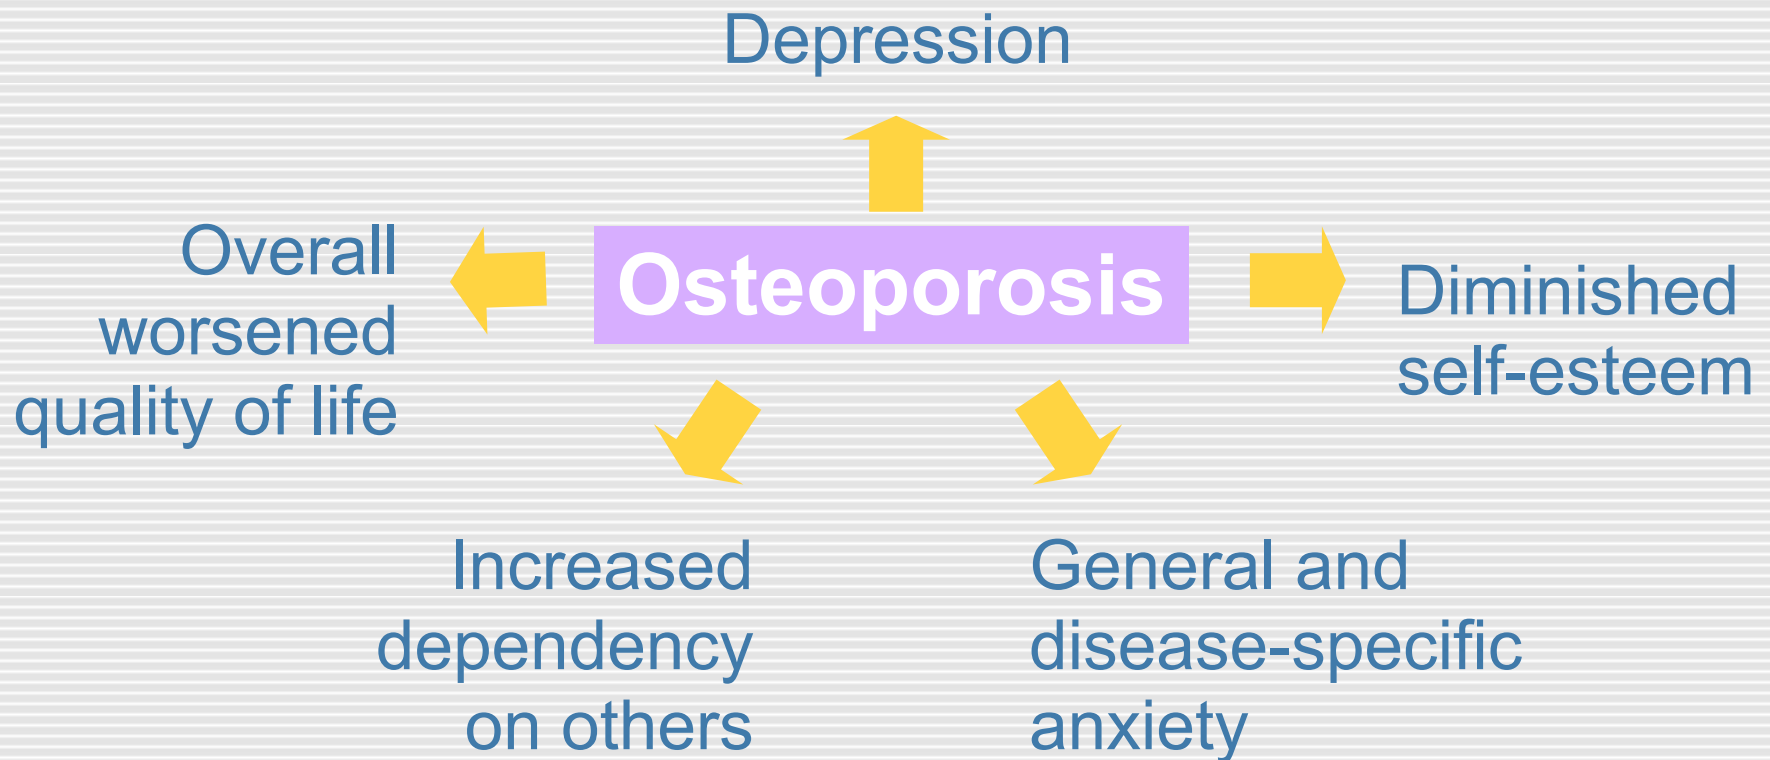 Depression
Overall
worsened
quality of life
Osteoporosis
Diminished
self-esteem
Increased
dependency
on others
General and
disease-specific
anxiety